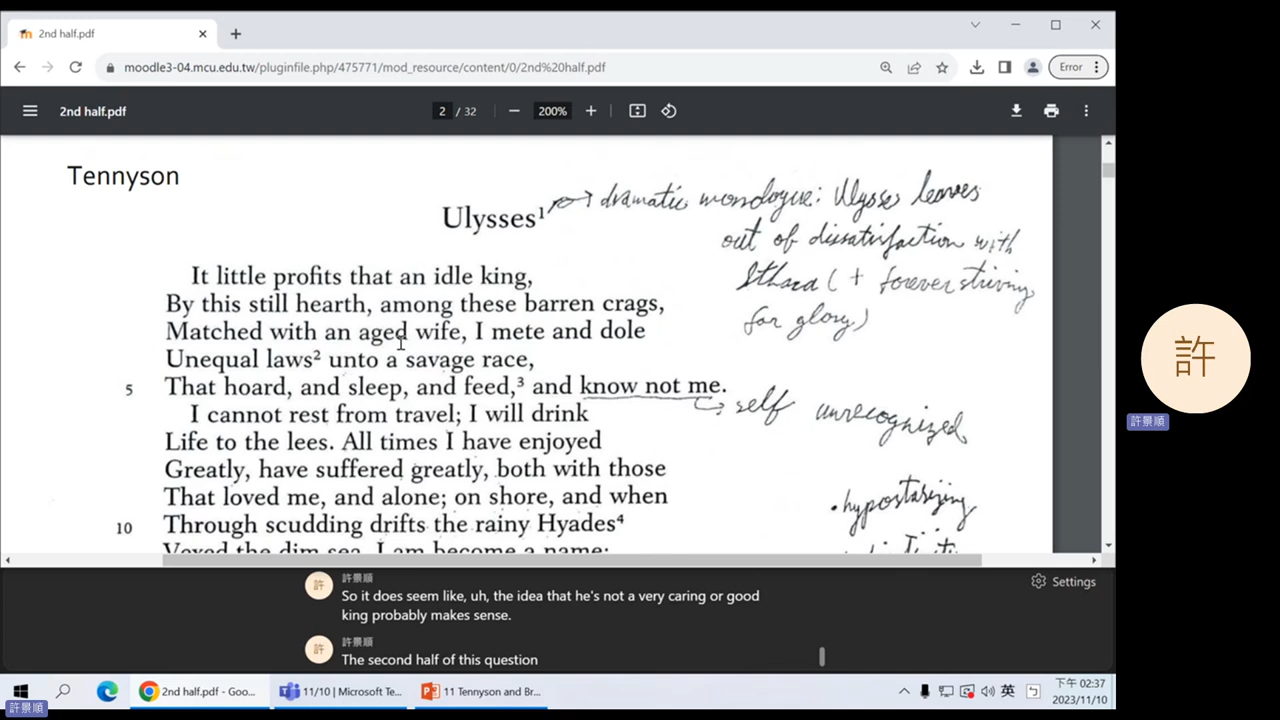 2nd half.pdf
moodle3-04.mcu.edu.tw/pluginfile.php/475771/mod_resource/content/0/2nd%20half.pdf
Error
2nd half.pdf
2 / 32
200%
Tennyson
Ulysses¹
dramatic monologue: Ulysses leaves
out of dissatisfaction with
Ithaca (+ forever striving
for glory)
It little profits that an idle king,
By this still hearth, among these barren crags,
Matched with an aged wife, I mete and dole
Unequal laws² unto a savage race,
5 That hoard, and sleep, and feed,³ and know not me.
self unrecognized
I cannot rest from travel; I will drink
Life to the lees. All times I have enjoyed
Greatly, have suffered greatly, both with those
That loved me, and alone; on shore, and when
•hypostasizing
10 Through scudding drifts the rainy Hyades⁴
Vexed the dim sea. I am become a name;
許
許景順
許
許景順
So it does seem like, uh, the idea that he's not a very caring or good
king probably makes sense.
許
許景順
The second half of this question
Settings
2nd half.pdf - Goo...
11/10 | Microsoft Te...
11 Tennyson and Br...
英
下午 02:37
2023/11/10
許景順